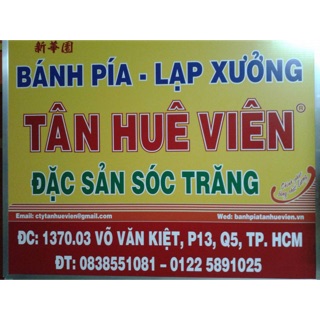 新華園
BÁNH PÍA - LẠP XƯỞNG
TÂN HUÊ VIÊN®
ĐẶC SẢN SÓC TRĂNG
Email: ctytanhuevien@gmail.com Wed: banhpiatanhuevien.vn
ĐC: 1370.03 VÕ VĂN KIỆT, P13, Q5, TP. HCM
ĐT: 0838551081 - 0122 5891025